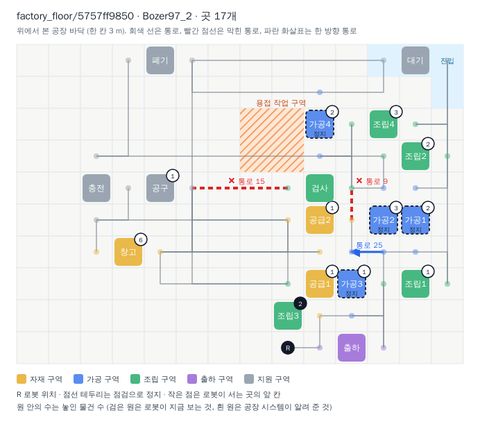 factory_floor/5757ff9850 · Bozer97_2 · 곳 17개
위에서 본 공장 바닥 (한 칸 3 m). 회색 선은 통로, 빨간 점선은 막힌 통로, 파란 화살표는 한 방향 통로
폐기
대기
진입
용접 작업 구역
가공4
정지
2
조립4
3
조립2
2
충전
공구
1
✕ 통로 15
검사
✕ 통로 9
공급2
1
가공2
정지
3
가공1
정지
2
창고
6
통로 25
공급1
1
가공3
정지
1
조립1
1
조립3
2
R
출하
자재 구역
가공 구역
조립 구역
출하 구역
지원 구역
R 로봇 위치 · 점선 테두리는 점검으로 정지 · 작은 점은 로봇이 서는 곳의 앞 칸
원 안의 수는 놓인 물건 수 (검은 원은 로봇이 지금 보는 것, 흰 원은 공장 시스템이 알려 준 것)